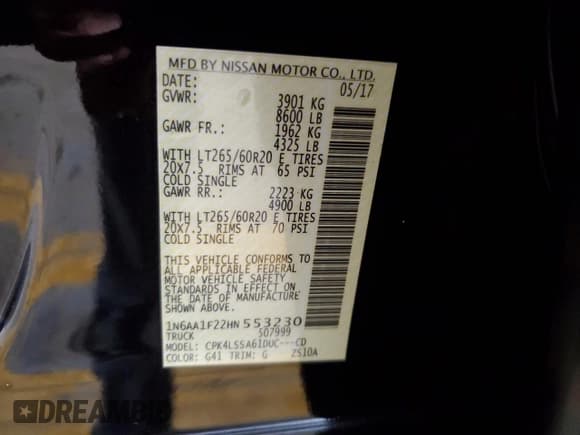 MFD BY NISSAN MOTOR CO., LTD.
DATE: 05/17
GVWR: 3901 KG
8600 LB
GAWR FR.: 1962 KG
4325 LB
WITH LT265/60R20 E TIRES
20X7.5 RIMS AT 65 PSI
COLD SINGLE
GAWR RR.: 2223 KG
4900 LB
WITH LT265/60R20 E TIRES
20X7.5 RIMS AT 70 PSI
COLD SINGLE
THIS VEHICLE CONFORMS TO
ALL APPLICABLE FEDERAL
MOTOR VEHICLE SAFETY
STANDARDS IN EFFECT ON
THE DATE OF MANUFACTURE
SHOWN ABOVE.
1N6AA1F22HN553230
TRUCK 507999
MODEL: CPK4LSSA61DUC---CD
COLOR: G41 TRIM: G ZS10A
DREAMBID